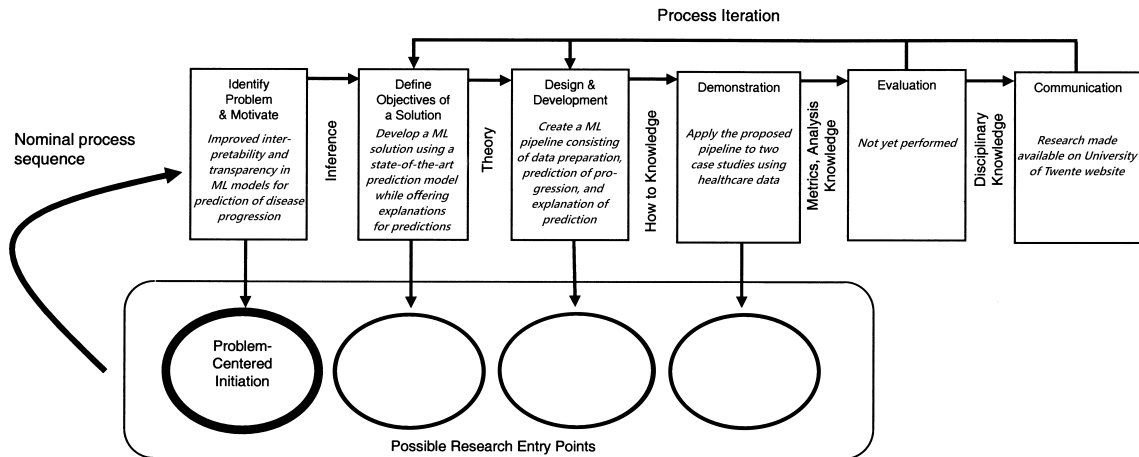 Process Iteration
Nominal process
sequence
Identify
Problem
& Motivate
Improved inter-
pretability and
transparency in
ML models for
prediction of disease
progression
Inference
Define
Objectives of
a Solution
Develop a ML
solution using a
state-of-the-art
prediction model
while offering
explanations
for predictions
Theory
Design &
Development
Create a ML
pipeline consisting
of data preparation,
prediction of pro-
gression, and
explanation of
prediction
How to Knowledge
Demonstration
Apply the proposed
pipeline to two
case studies using
healthcare data
Metrics, Analysis
Knowledge
Evaluation
Not yet performed
Disciplinary
Knowledge
Communication
Research made
available on University
of Twente website
Problem-
Centered
Initiation
Possible Research Entry Points